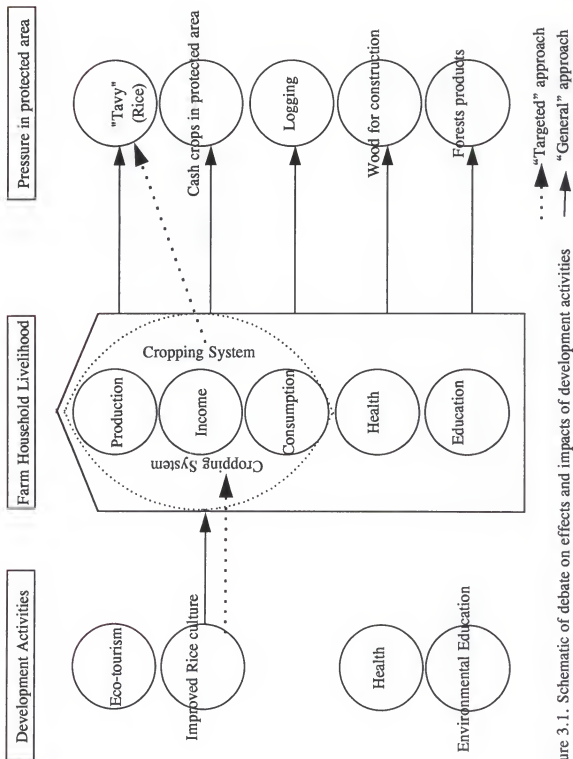 Development Activities
Farm Household Livelihood
Pressure in protected area
Eco-tourism
Improved Rice culture
Health
Environmental Education
Production
Income
Consumption
Health
Education
Cropping System
Cropping System
"Tavy"
(Rice)
Cash crops in protected area
Logging
Wood for construction
Forests products
"Targeted" approach
"General" approach
ure 3.1. Schematic of debate on effects and impacts of development activities